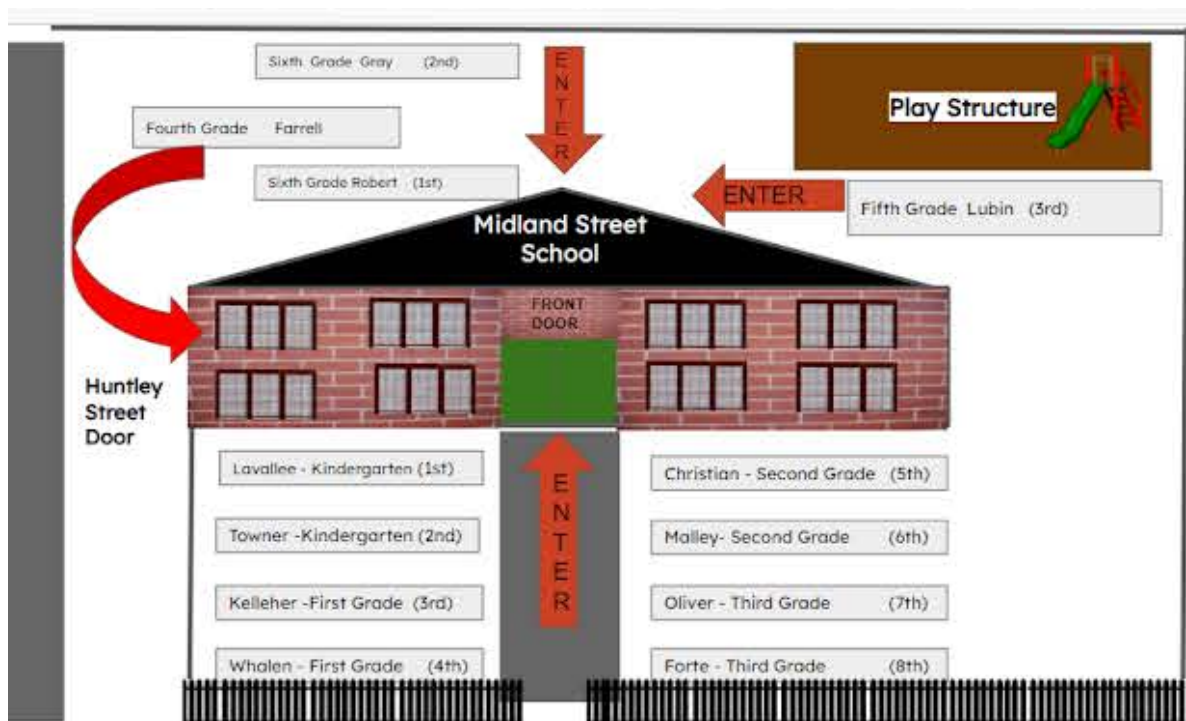 Sixth Grade Gray (2nd)
ENTER
Play Structure
Fourth Grade Farrell
Sixth Grade Robert (1st)
ENTER
Fifth Grade Lubin (3rd)
Midland Street
School
FRONT
DOOR
Huntley
Street
Door
Lavallee - Kindergarten (1st)
Towner -Kindergarten (2nd)
Kelleher -First Grade (3rd)
Whalen - First Grade (4th)
ENTER
Christian - Second Grade (5th)
Malley- Second Grade (6th)
Oliver - Third Grade (7th)
Forte - Third Grade (8th)